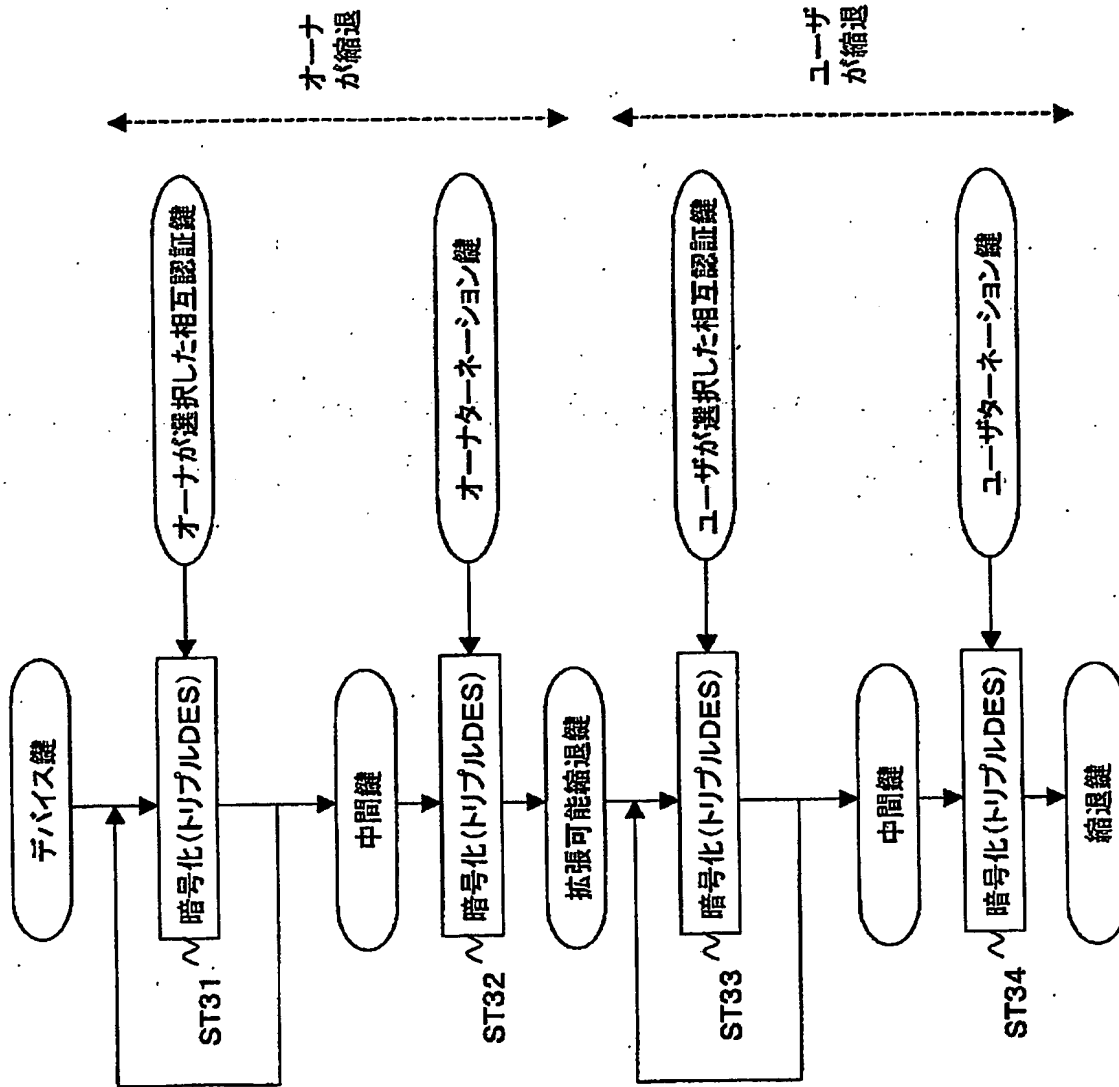 デバイス鍵
ST31
暗号化(トリプルDES)
オーナが選択した相互認証鍵
オーナ
が縮退
中間鍵
ST32
暗号化(トリプルDES)
オーナターネーション鍵
拡張可能縮退鍵
ST33
暗号化(トリプルDES)
ユーザが選択した相互認証鍵
ユーザ
が縮退
中間鍵
ST34
暗号化(トリプルDES)
ユーザターネーション鍵
縮退鍵